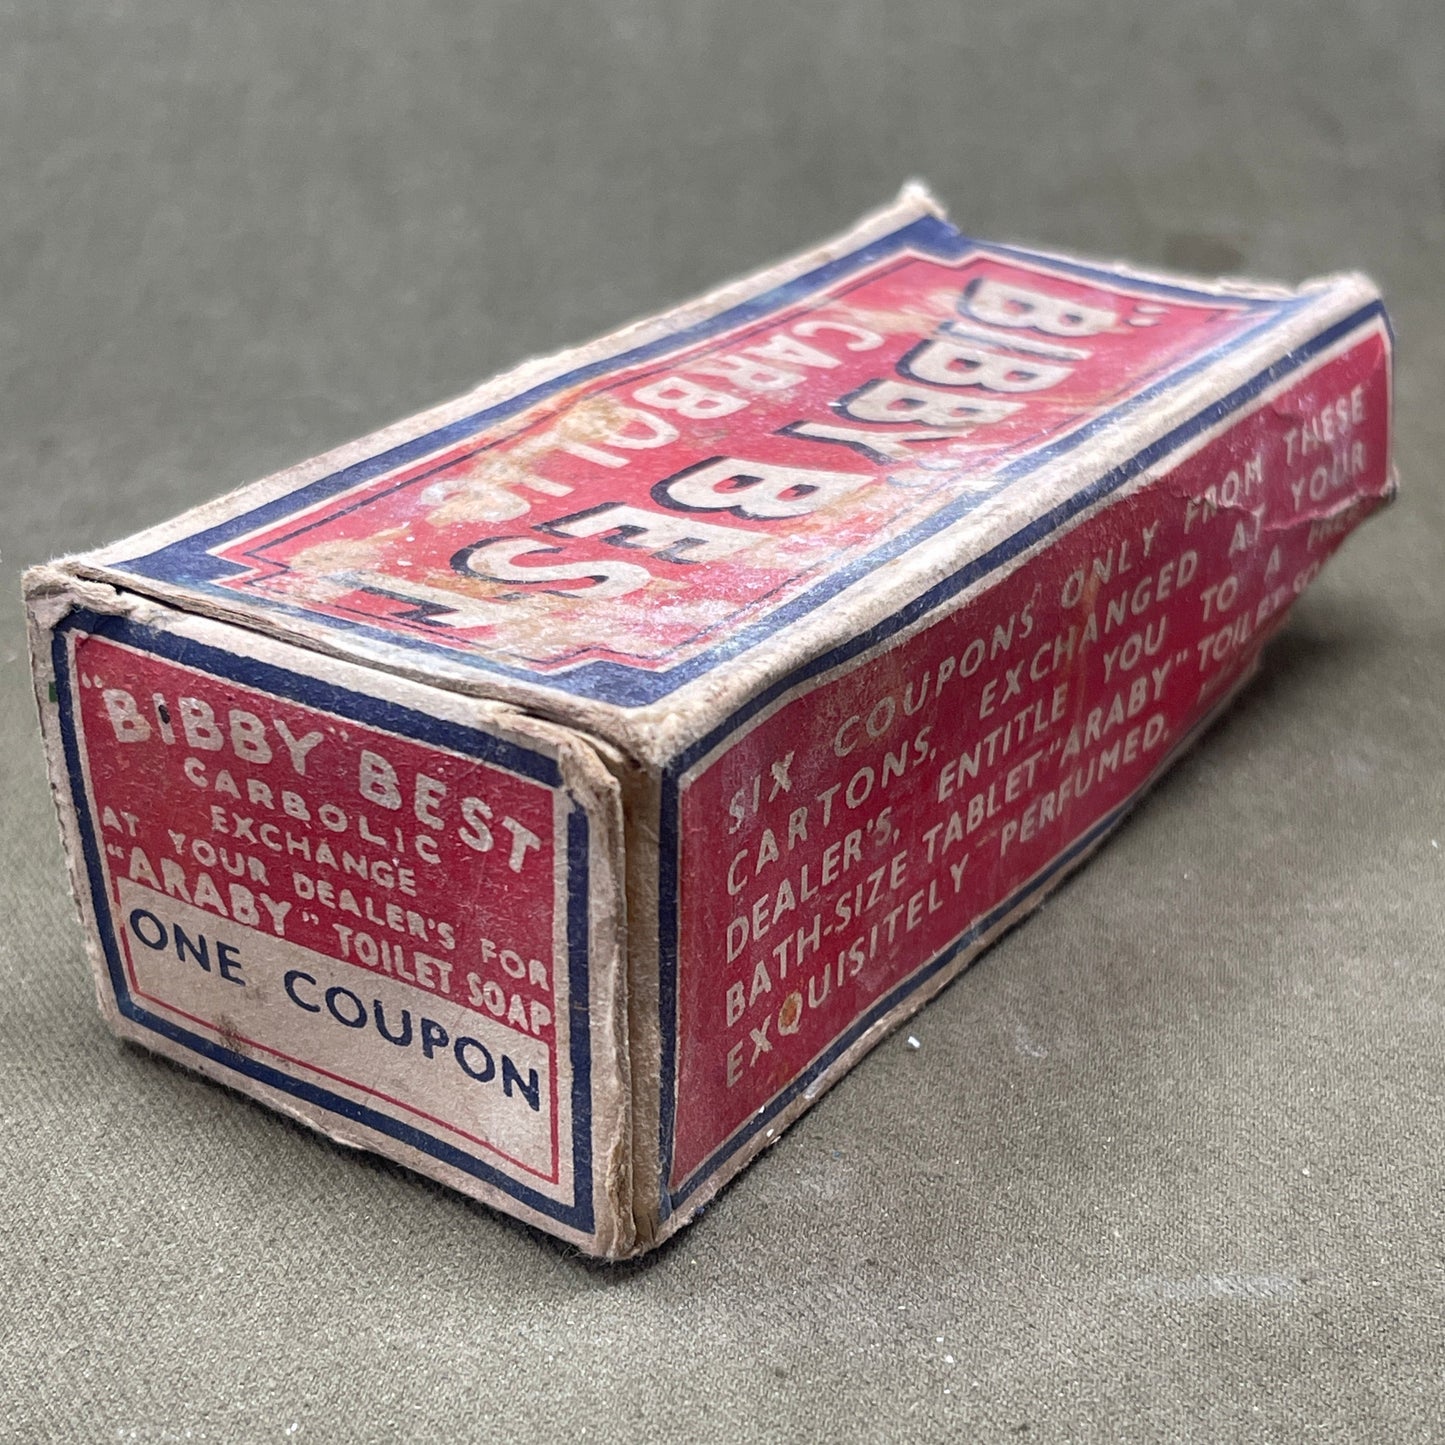 "BIBBY BEST
CARBOLIC
"BIBBY" BEST
CARBOLIC
EXCHANGE
AT YOUR DEALER'S FOR
"ARABY" TOILET SOAP
ONE COUPON
SIX COUPONS ONLY FROM THESE
CARTONS, EXCHANGED AT YOUR
DEALER'S, ENTITLE YOU TO A
BATH-SIZE TABLET "ARABY" TOILET
EXQUISITELY PERFUMED.